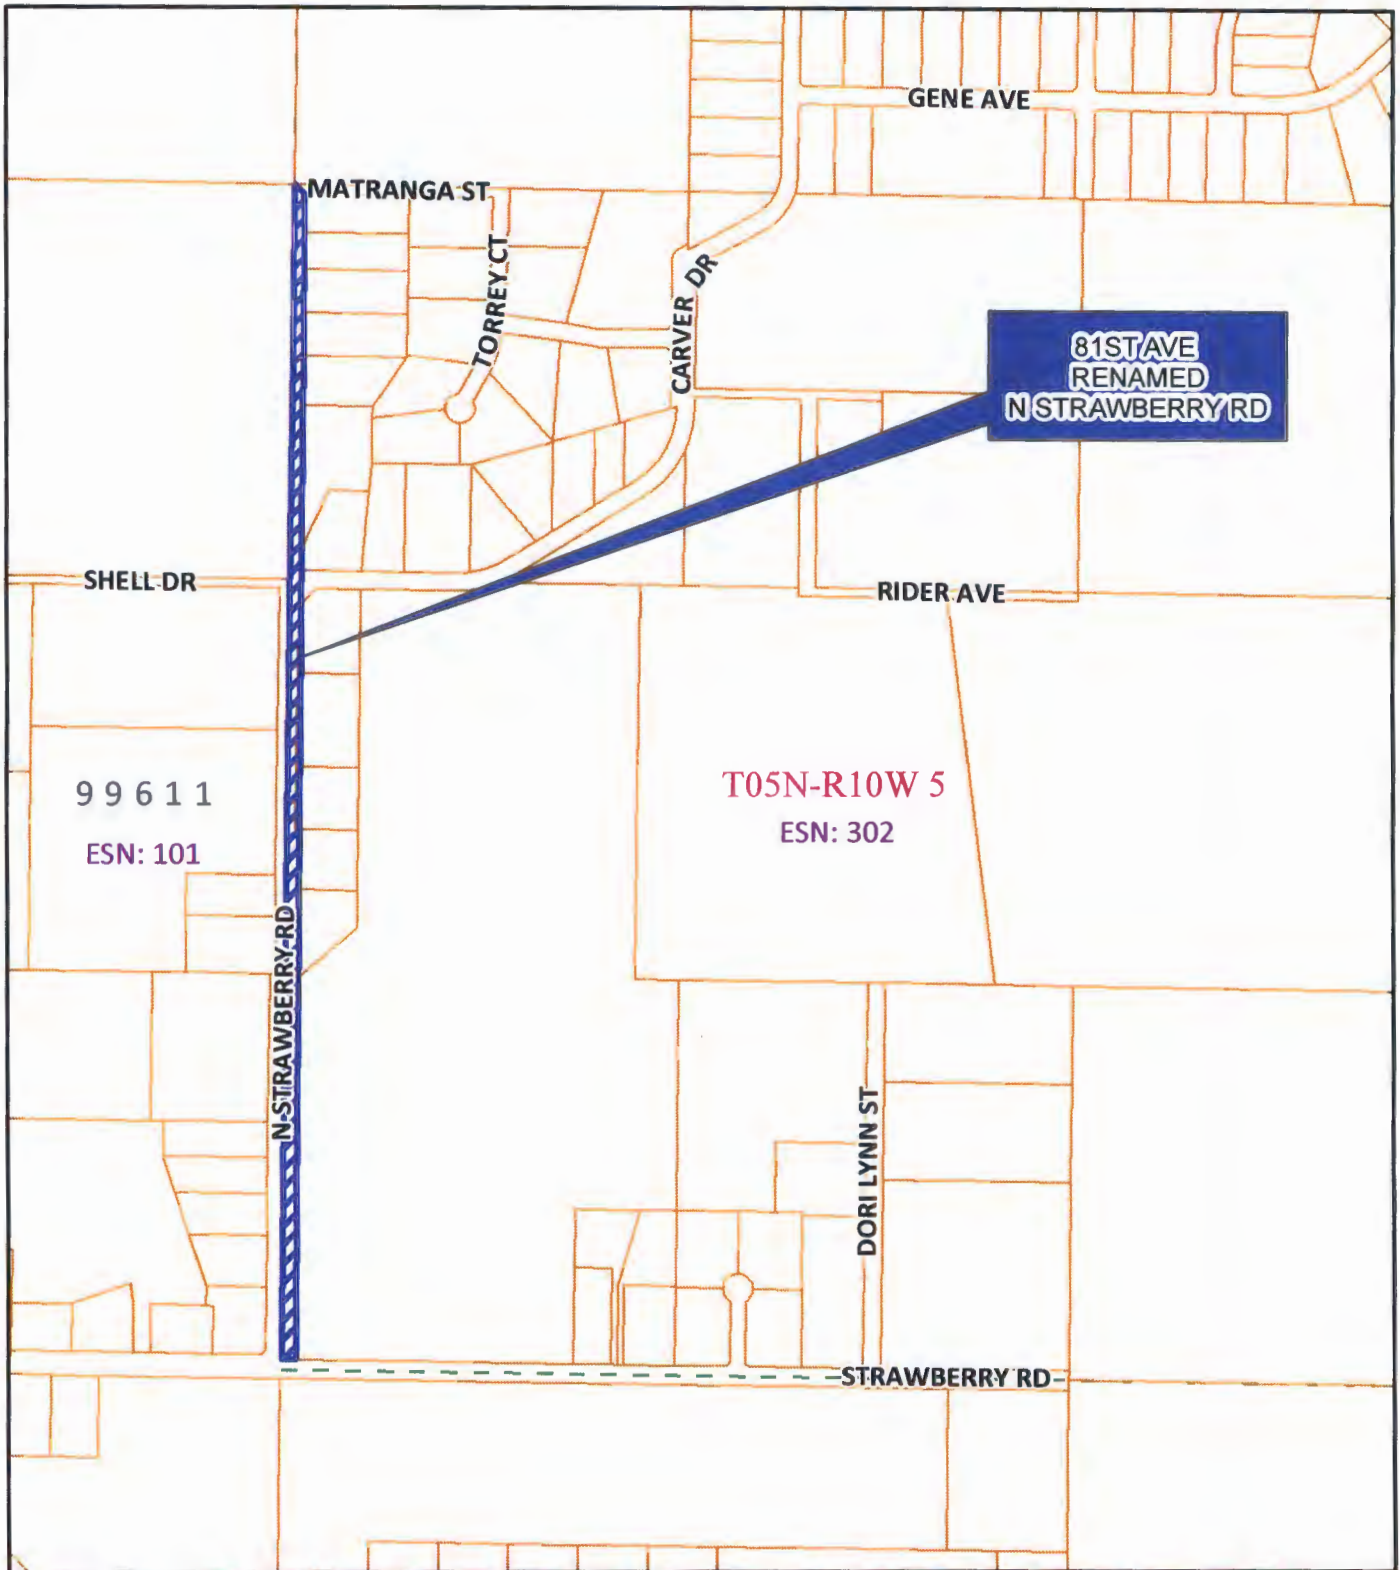 GENE AVE
MATRANGA ST
TORREY CT
CARVER DR
81ST AVE
RENAMED
N STRAWBERRY RD
SHELL DR
RIDER AVE
99611
ESN: 101
T05N-R10W 5
ESN: 302
N STRAWBERRY RD
DORI LYNN ST
STRAWBERRY RD